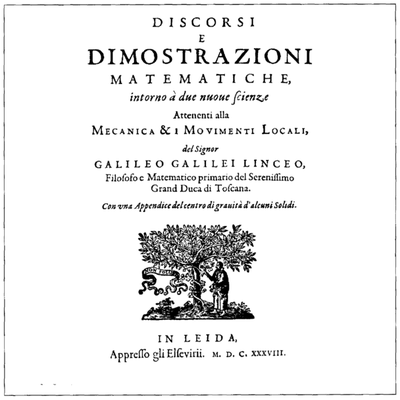 DISCORSI
E
DIMOSTRAZIONI
MATEMATICHE,
intorno à due nuoue ſcienze
Attenenti alla
MECANICA & I MOVIMENTI LOCALI,
del Signor
GALILEO GALILEI LINCEO,
Filoſofo e Matematico primario del Sereniſſimo
Grand Duca di Toſcana.
Con vna Appendice del centro di grauità d'alcuni Solidi.
IN LEIDA,
Appreſſo gli Elſevirii. M. D. C. XXXVIII.